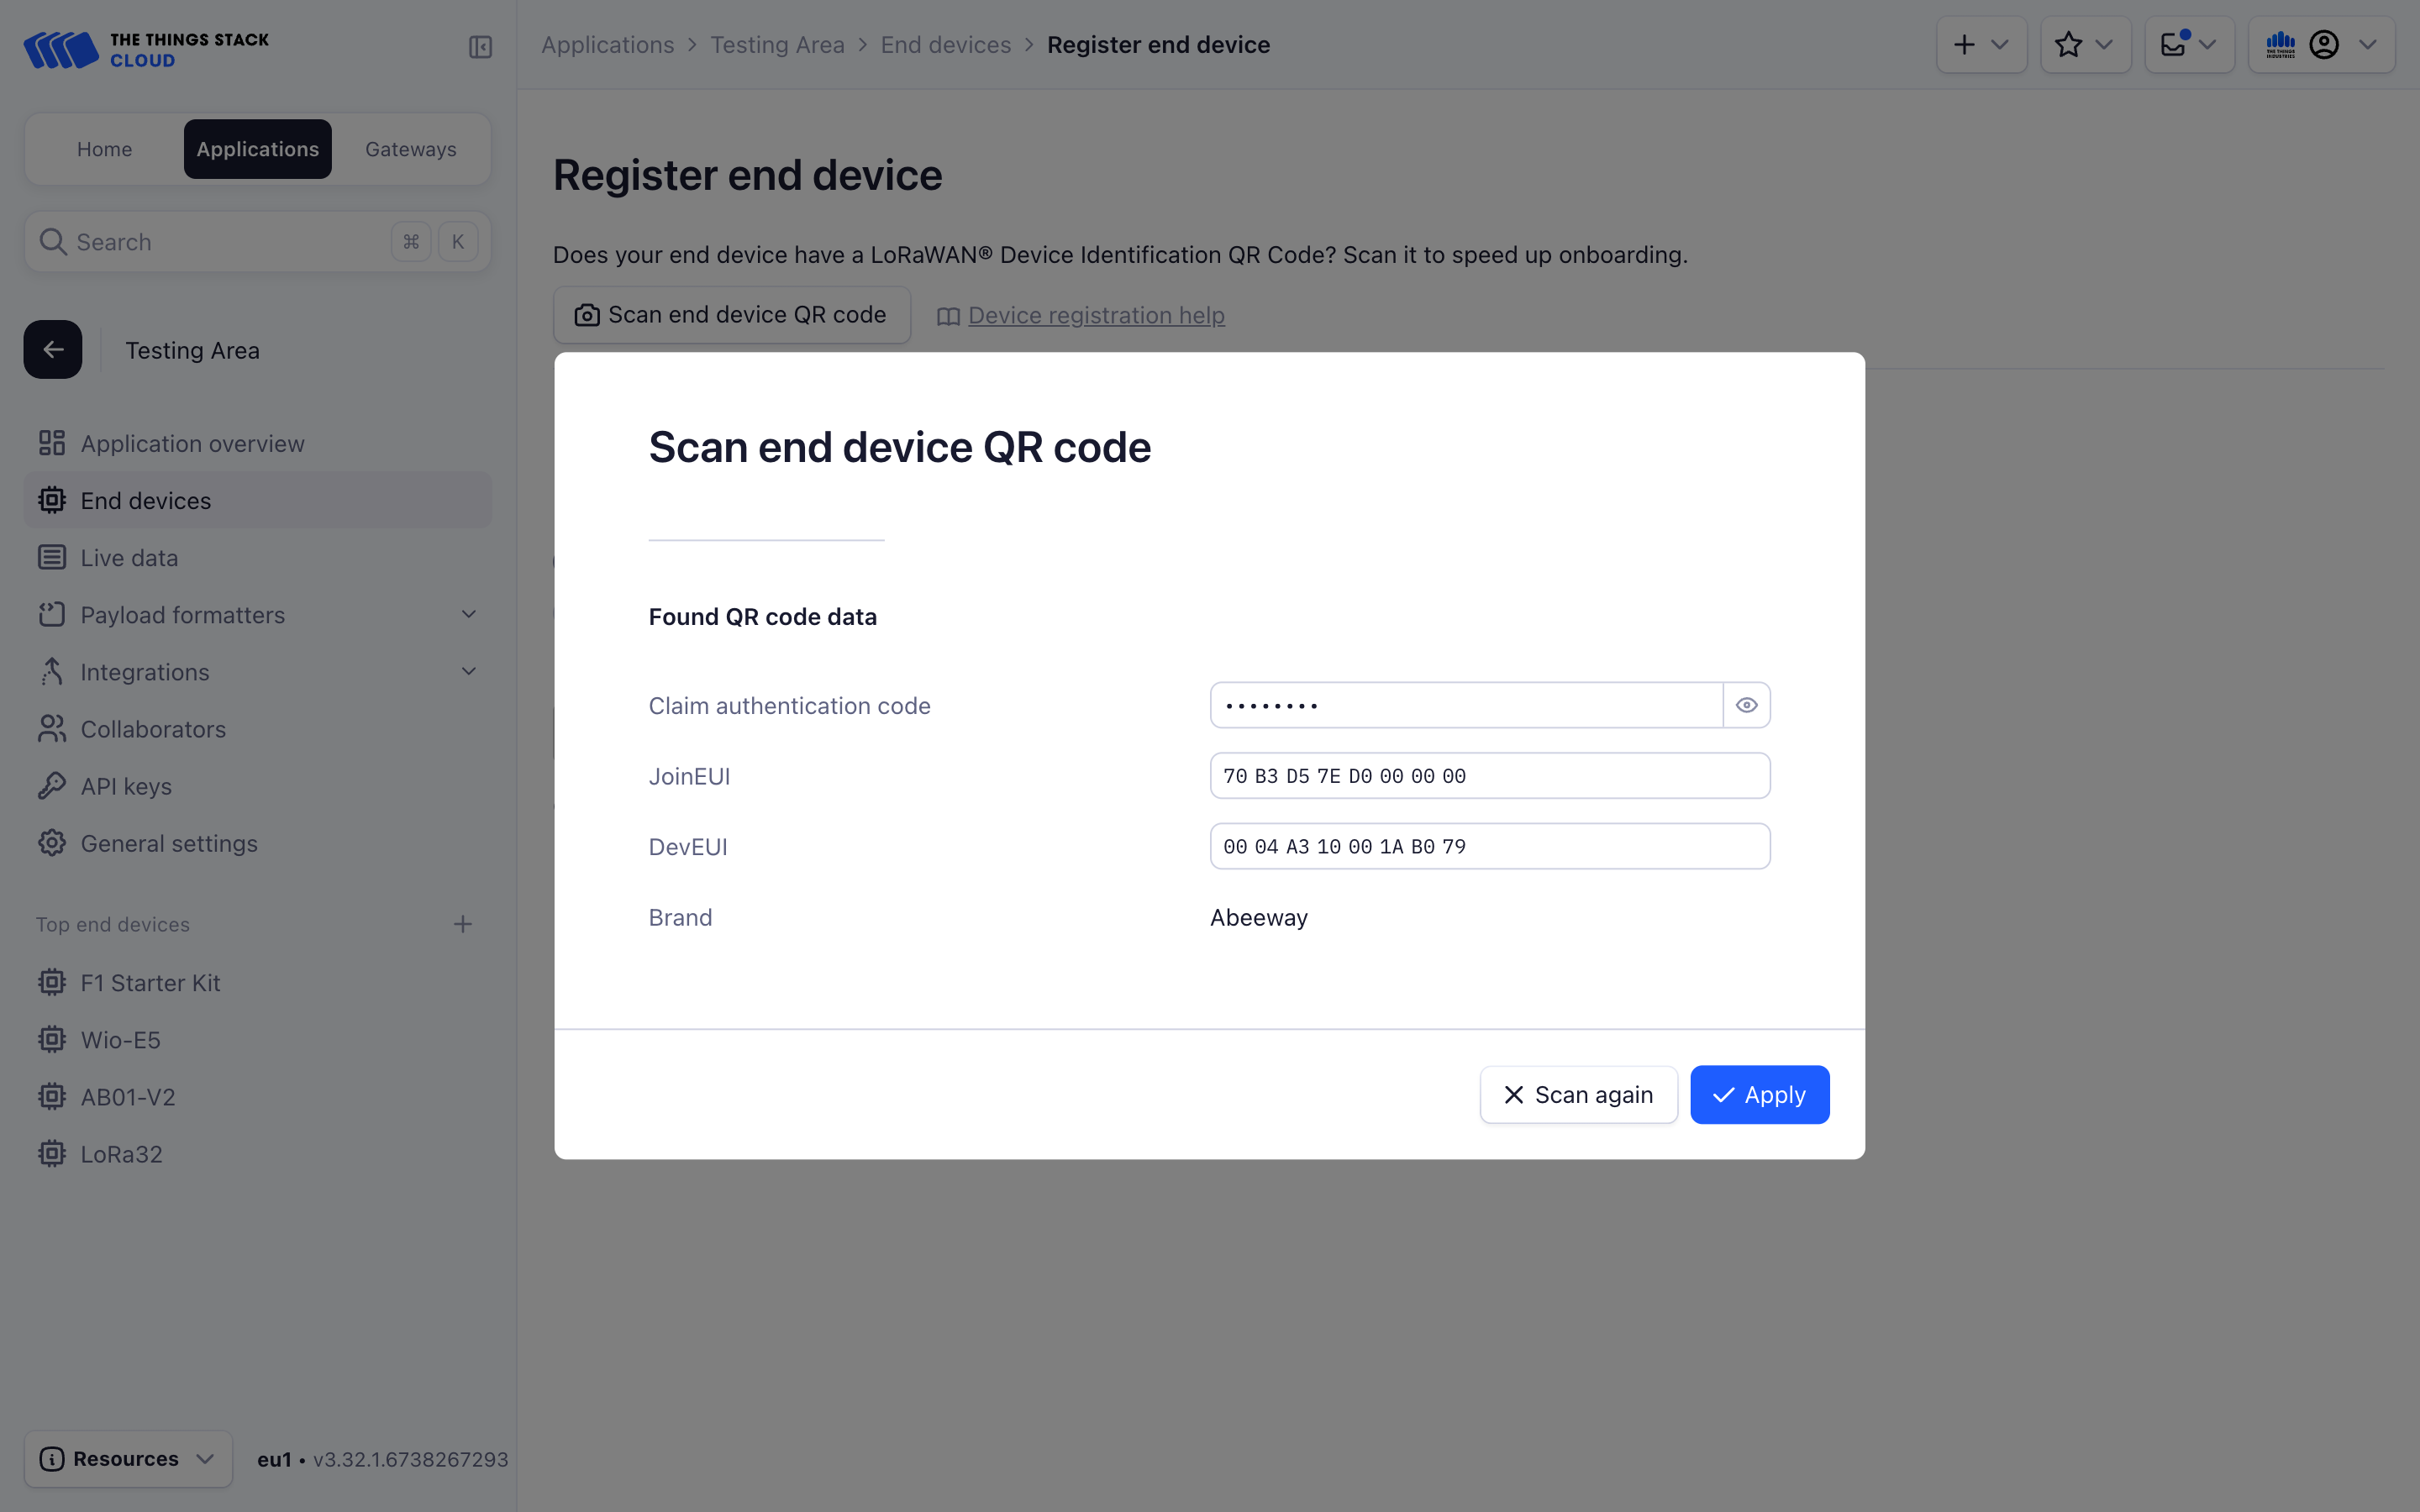 THE THINGS STACK
CLOUD
Applications > Testing Area > End devices > Register end device
Home
Applications
Gateways
Search
⌘ K
Testing Area
Application overview
End devices
Live data
Payload formatters
Integrations
Collaborators
API keys
General settings
Top end devices
F1 Starter Kit
Wio-E5
AB01-V2
LoRa32
Resources
eu1 • v3.32.1.6738267293
Register end device
Does your end device have a LoRaWAN® Device Identification QR Code? Scan it to speed up onboarding.
Scan end device QR code
Device registration help
Scan end device QR code
Found QR code data
Claim authentication code ••••••••
JoinEUI 70 B3 D5 7E D0 00 00 00
DevEUI 00 04 A3 10 00 1A B0 79
Brand Abeeway
Scan again
Apply